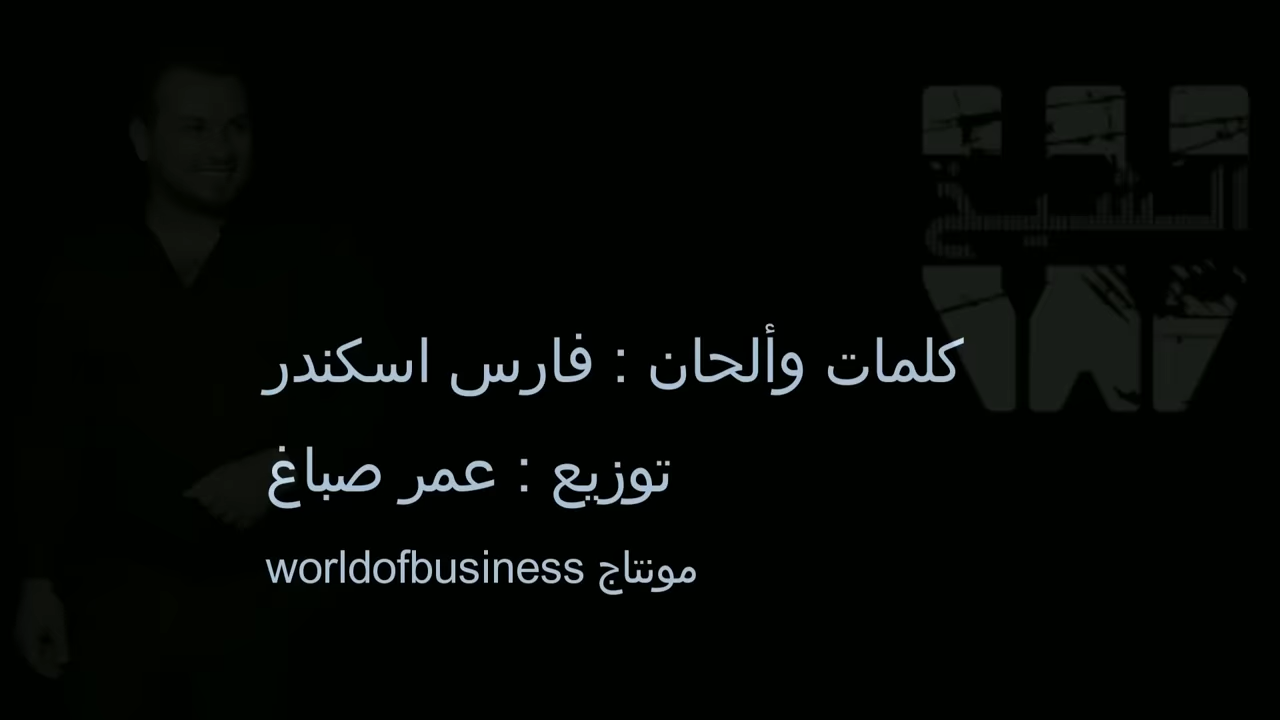 كلمات وألحان : فارس اسكندر
توزيع : عمر صباغ
مونتاج worldofbusiness